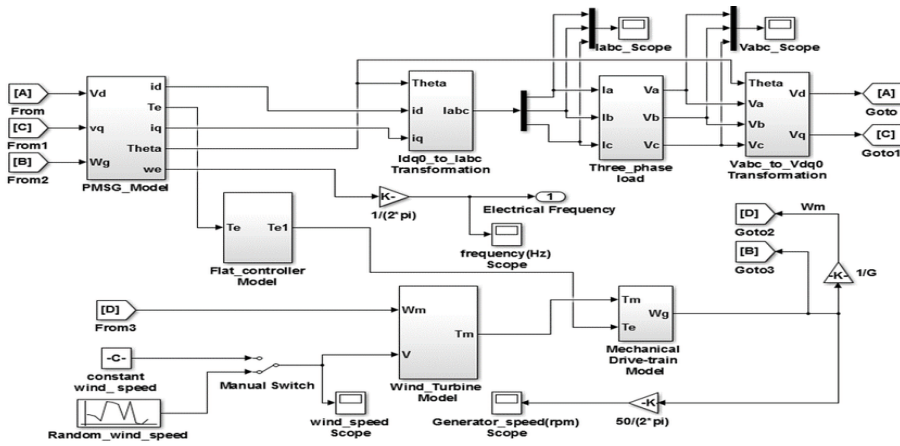 Iabc_Scope
Vabc_Scope
[A]
From
[C]
From1
[B]
From2
Vd
vq
Wg
id
Te
iq
Theta
we
PMSG_Model
Theta
id
iq
Iabc
Idq0_to_Iabc
Transformation
Ia
Ib
Ic
Va
Vb
Vc
Three_phase
load
Theta
Va
Vb
Vc
Vd
Vq
Vabc_to_Vdq0
Transformation
[A]
Goto
[C]
Goto1
K-
1/(2*pi)
1
Electrical Frequency
frequency(Hz)
Scope
Te
Te1
Flat_controller
Model
[D]
Goto2
Wm
[B]
Goto3
-K-
1/G
[D]
From3
Wm
V
Tm
Wind_Turbine
Model
Tm
Te
Wg
Mechanical
Drive-train
Model
-C-
constant
wind_ speed
Manual Switch
Random_wind_speed
wind_speed
Scope
Generator_speed(rpm)
Scope
-K
50/(2*pi)